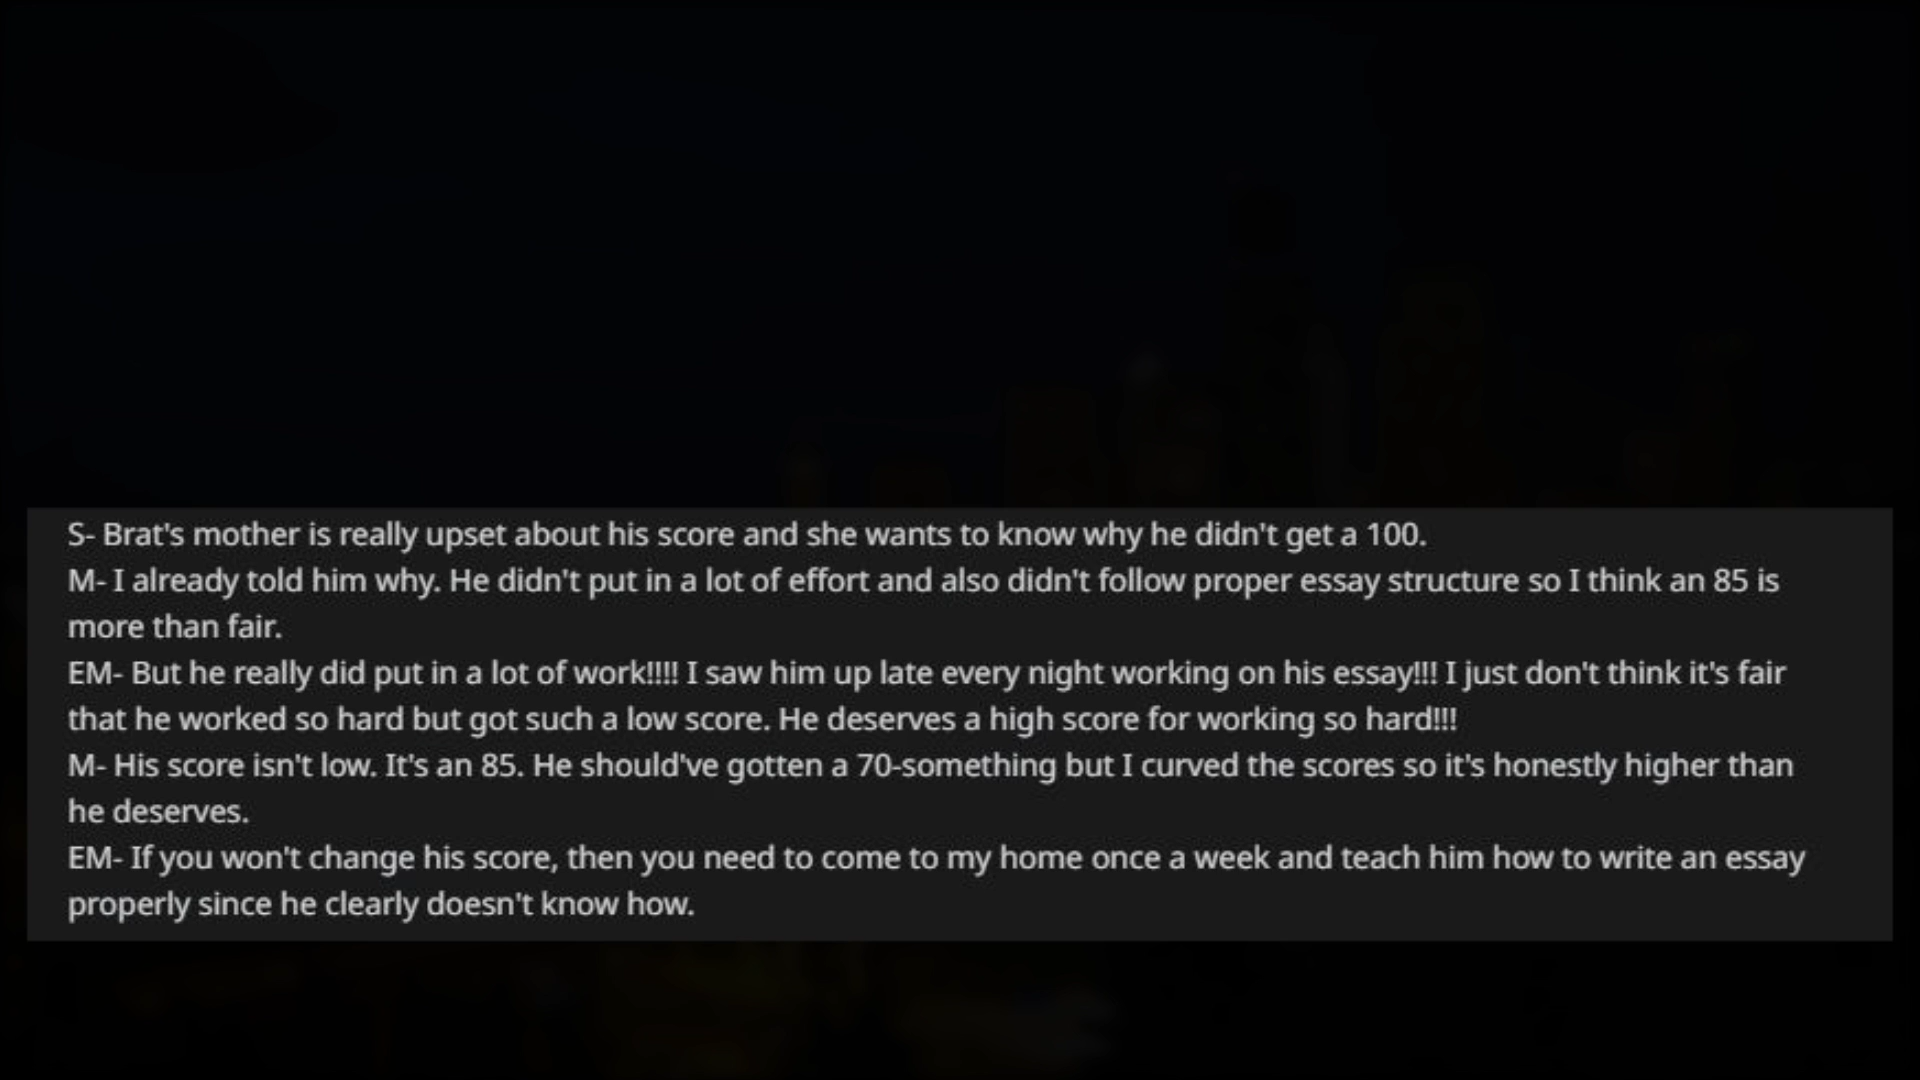 S- Brat's mother is really upset about his score and she wants to know why he didn't get a 100.
M- I already told him why. He didn't put in a lot of effort and also didn't follow proper essay structure so I think an 85 is
more than fair.
EM- But he really did put in a lot of work!!!! I saw him up late every night working on his essay!!! I just don't think it's fair
that he worked so hard but got such a low score. He deserves a high score for working so hard!!!
M- His score isn't low. It's an 85. He should've gotten a 70-something but I curved the scores so it's honestly higher than
he deserves.
EM- If you won't change his score, then you need to come to my home once a week and teach him how to write an essay
properly since he clearly doesn't know how.